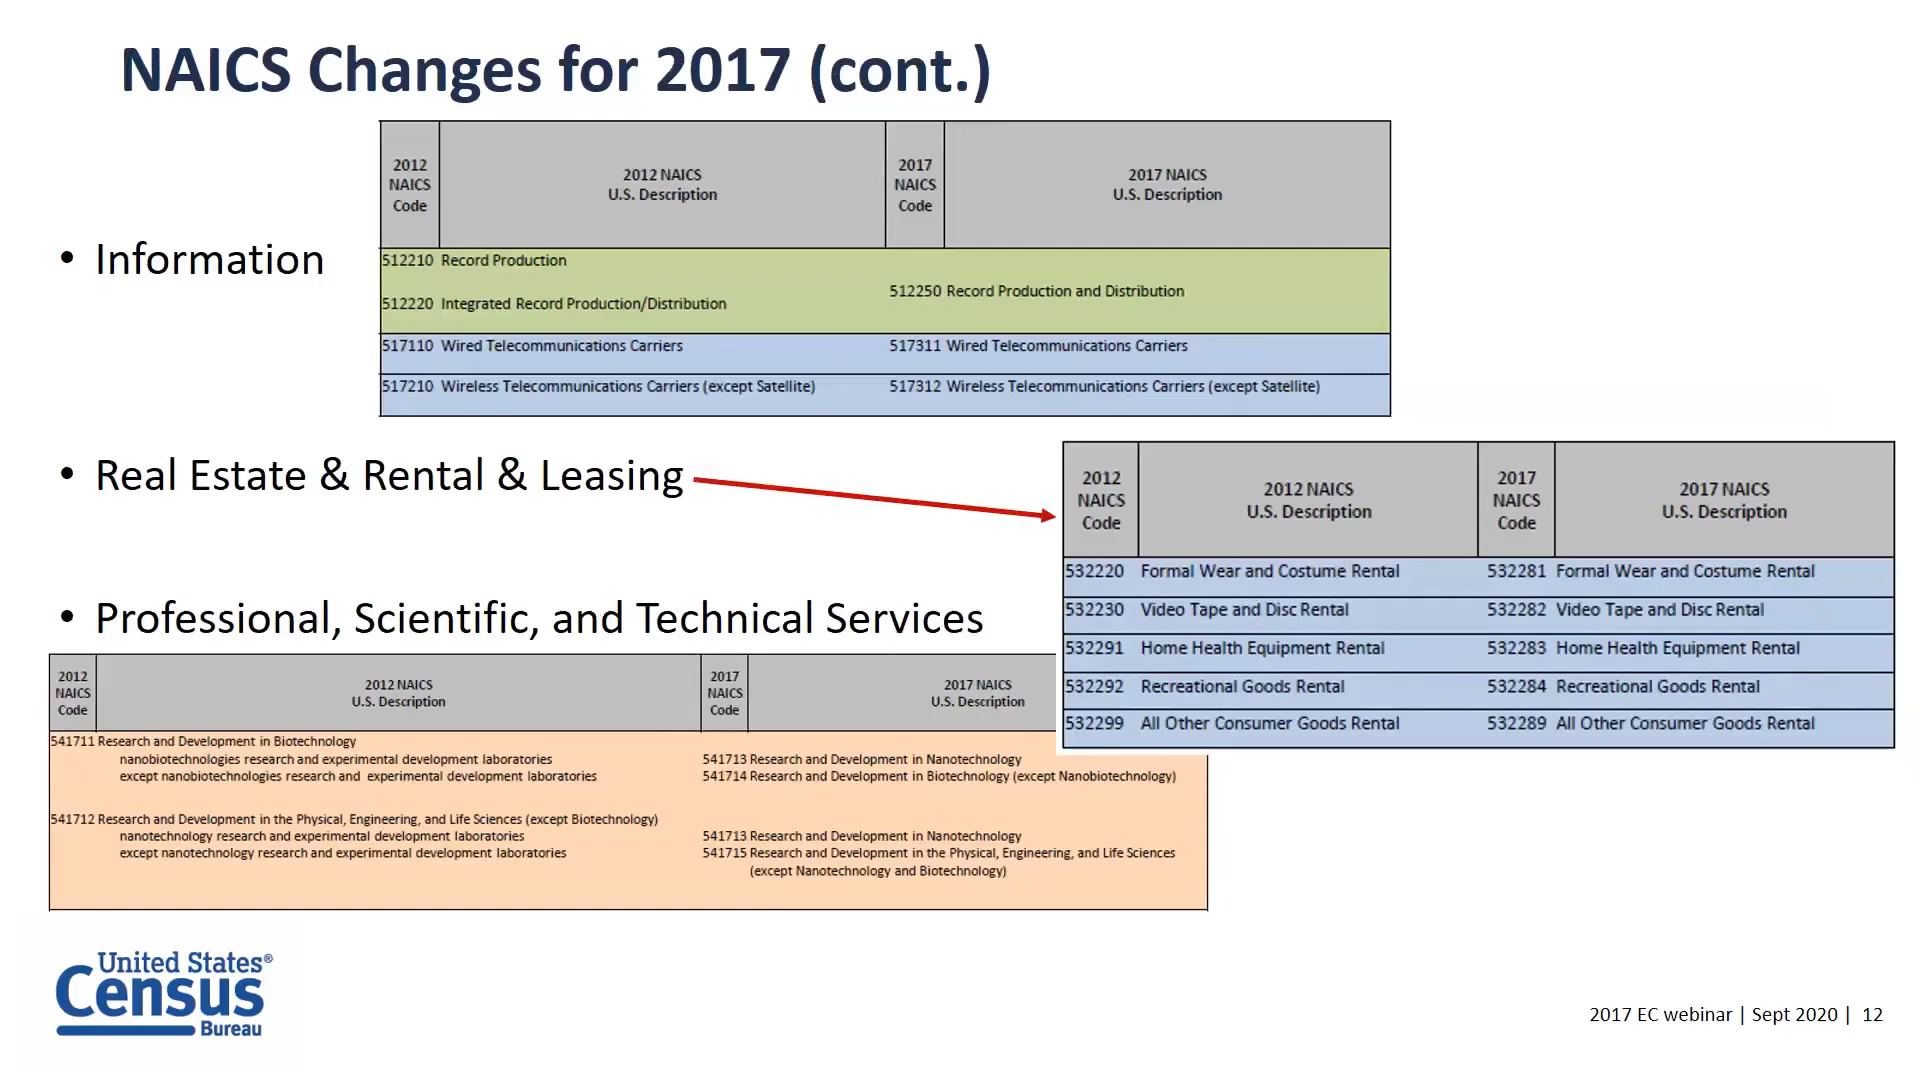 NAICS Changes for 2017 (cont.)
2012 NAICS Code
2012 NAICS U.S. Description
2017 NAICS Code
2017 NAICS U.S. Description
• Information
512210 Record Production
512220 Integrated Record Production/Distribution
512250 Record Production and Distribution
517110 Wired Telecommunications Carriers 517311 Wired Telecommunications Carriers
517210 Wireless Telecommunications Carriers (except Satellite) 517312 Wireless Telecommunications Carriers (except Satellite)
• Real Estate & Rental & Leasing
2012 NAICS Code
2012 NAICS U.S. Description
2017 NAICS Code
2017 NAICS U.S. Description
532220 Formal Wear and Costume Rental 532281 Formal Wear and Costume Rental
532230 Video Tape and Disc Rental 532282 Video Tape and Disc Rental
532291 Home Health Equipment Rental 532283 Home Health Equipment Rental
532292 Recreational Goods Rental 532284 Recreational Goods Rental
532299 All Other Consumer Goods Rental 532289 All Other Consumer Goods Rental
• Professional, Scientific, and Technical Services
2012 NAICS Code
2012 NAICS U.S. Description
2017 NAICS Code
2017 NAICS U.S. Description
541711 Research and Development in Biotechnology
nanobiotechnologies research and experimental development laboratories 541713 Research and Development in Nanotechnology
except nanobiotechnologies research and experimental development laboratories 541714 Research and Development in Biotechnology (except Nanobiotechnology)
541712 Research and Development in the Physical, Engineering, and Life Sciences (except Biotechnology)
nanotechnology research and experimental development laboratories 541713 Research and Development in Nanotechnology
except nanotechnology research and experimental development laboratories 541715 Research and Development in the Physical, Engineering, and Life Sciences
(except Nanotechnology and Biotechnology)
United States®
Census
Bureau
2017 EC webinar | Sept 2020 | 12